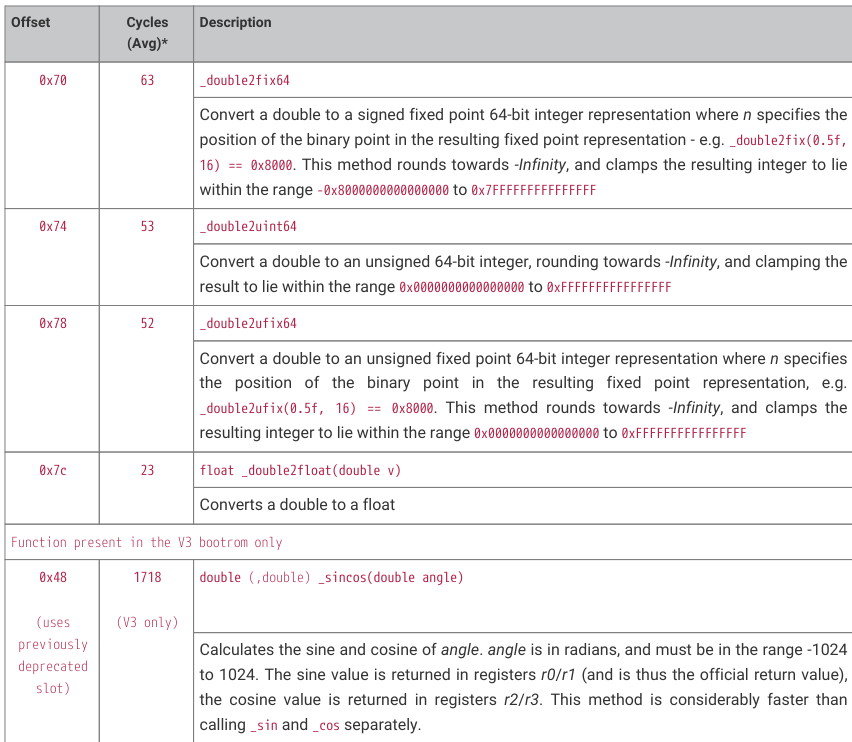 Offset Cycles (Avg)* Description
0x70 63 _double2fix64
Convert a double to a signed fixed point 64-bit integer representation where n specifies the
position of the binary point in the resulting fixed point representation - e.g. _double2fix(0.5f,
16) == 0x8000. This method rounds towards -Infinity, and clamps the resulting integer to lie
within the range -0x8000000000000000 to 0x7FFFFFFFFFFFFFFF
0x74 53 _double2uint64
Convert a double to an unsigned 64-bit integer, rounding towards -Infinity, and clamping the
result to lie within the range 0x0000000000000000 to 0xFFFFFFFFFFFFFFFF
0x78 52 _double2ufix64
Convert a double to an unsigned fixed point 64-bit integer representation where n specifies
the position of the binary point in the resulting fixed point representation, e.g.
_double2ufix(0.5f, 16) == 0x8000. This method rounds towards -Infinity, and clamps the
resulting integer to lie within the range 0x0000000000000000 to 0xFFFFFFFFFFFFFFFF
0x7c 23 float _double2float(double v)
Converts a double to a float
Function present in the V3 bootrom only
0x48 1718 double (,double) _sincos(double angle)
(uses (V3 only)
previously
deprecated
slot)
Calculates the sine and cosine of angle. angle is in radians, and must be in the range -1024
to 1024. The sine value is returned in registers r0/r1 (and is thus the official return value),
the cosine value is returned in registers r2/r3. This method is considerably faster than
calling _sin and _cos separately.